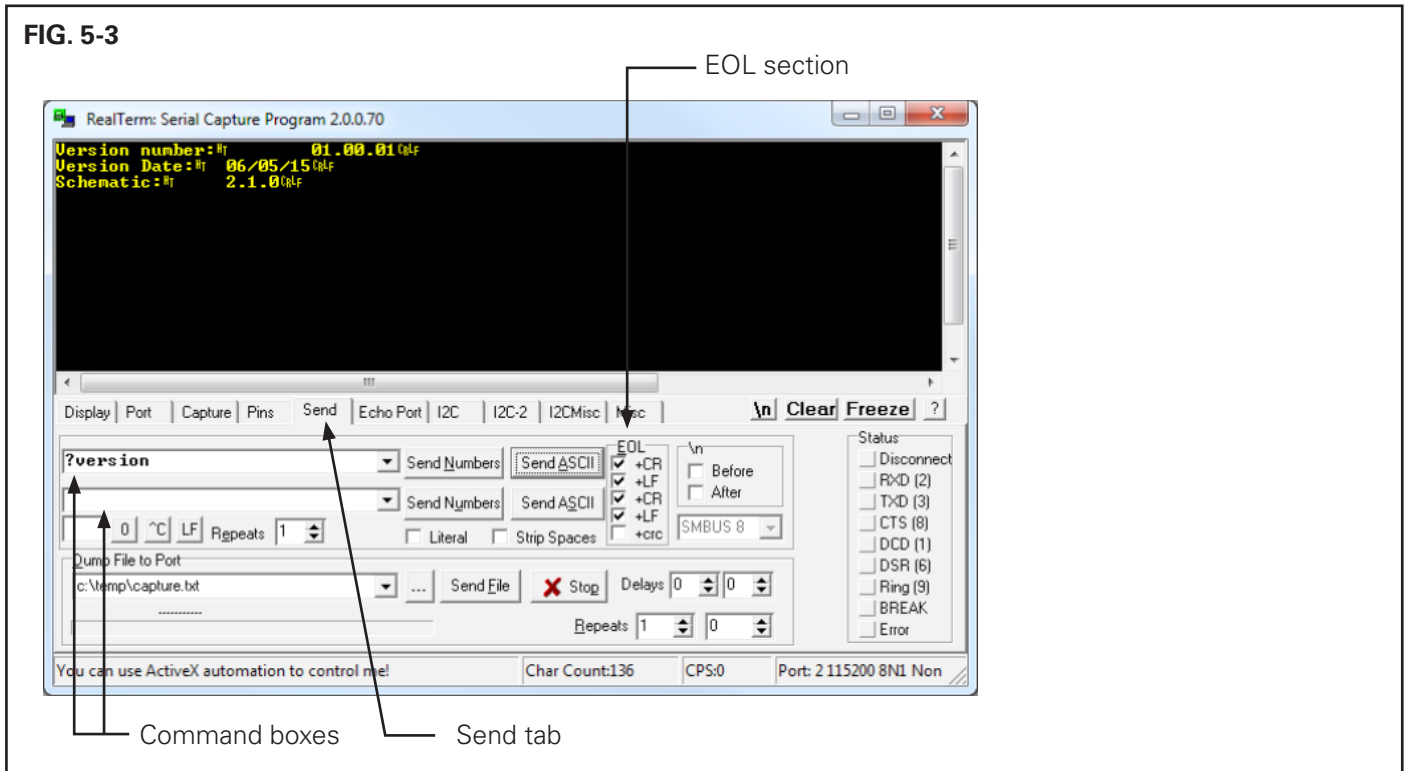 FIG. 5-3
EOL section
RealTerm: Serial Capture Program 2.0.0.70
Version number:HT 01.00.01CRLF
Version Date:HT 06/05/15CRLF
Schematic:HT 2.1.0CRLF
Display Port Capture Pins Send Echo Port I2C I2C-2 I2CMisc Misc \n Clear Freeze ?
?version Send Numbers Send ASCII
Send Numbers Send ASCII
0 ^C LF Repeats 1
Literal Strip Spaces
EOL
+CR
+LF
+CR
+LF
+crc
\n
Before
After
SMBUS 8
Dump File to Port
c:\temp\capture.txt ... Send File Stop Delays 0 0
-----------
Repeats 1 0
Status
Disconnect
RXD (2)
TXD (3)
CTS (8)
DCD (1)
DSR (6)
Ring (9)
BREAK
Error
You can use ActiveX automation to control me! Char Count:136 CPS:0 Port: 2 115200 8N1 Non
Command boxes
Send tab